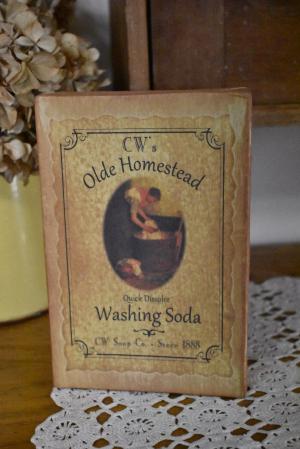 CW's
Olde Homestead
Quick Dissolve
Washing Soda
CW Soap Co. • Since 1888